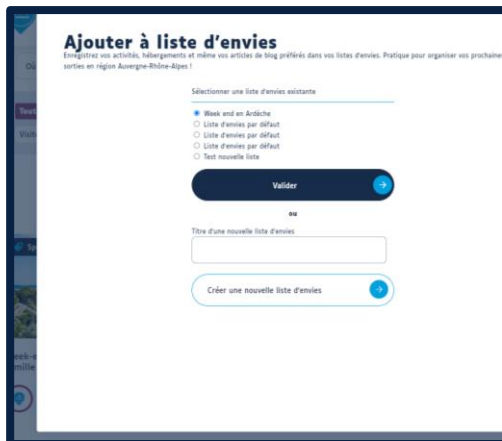 Ajouter à liste d'envies
Enregistrez vos activités, hébergements et même vos articles de blog préférés dans vos listes d'envies. Pratique pour organiser vos prochaines
sorties en région Auvergne-Rhône-Alpes !
Sélectionner une liste d'envies existante
Week end en Ardèche
Liste d'envies par défaut
Liste d'envies par défaut
Liste d'envies par défaut
Test nouvelle liste
Valider
ou
Titre d'une nouvelle liste d'envies
Créer une nouvelle liste d'envies